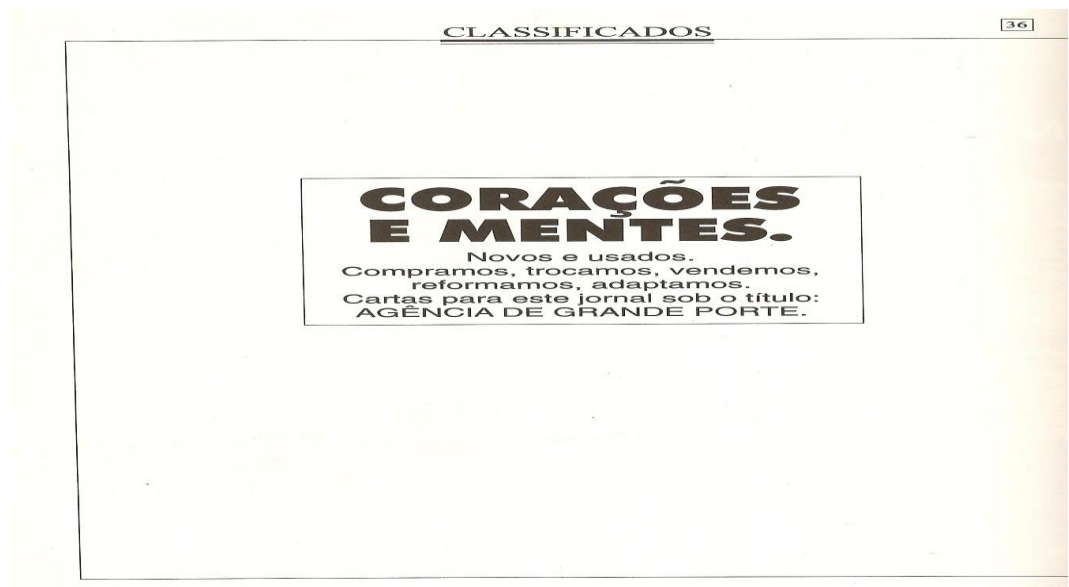 CLASSIFICADOS
36
CORAÇÕES
E MENTES.
Novos e usados.
Compramos, trocamos, vendemos,
reformamos, adaptamos.
Cartas para este jornal sob o título:
AGÊNCIA DE GRANDE PORTE.